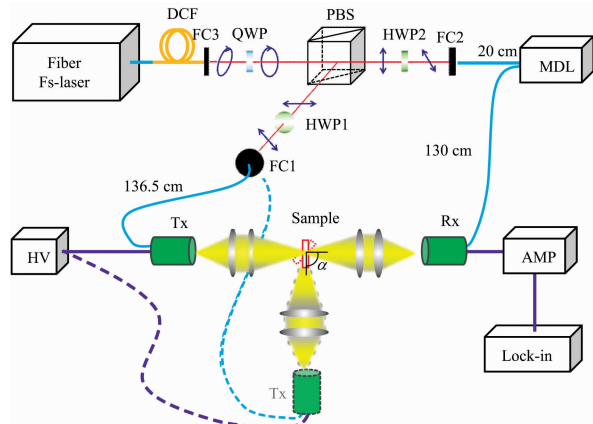 DCF
FC3
QWP
PBS
HWP2
FC2
20 cm
Fiber
Fs-laser
MDL
HWP1
FC1
130 cm
136.5 cm
Tx
Sample
Rx
HV
α
AMP
Lock-in
Tx